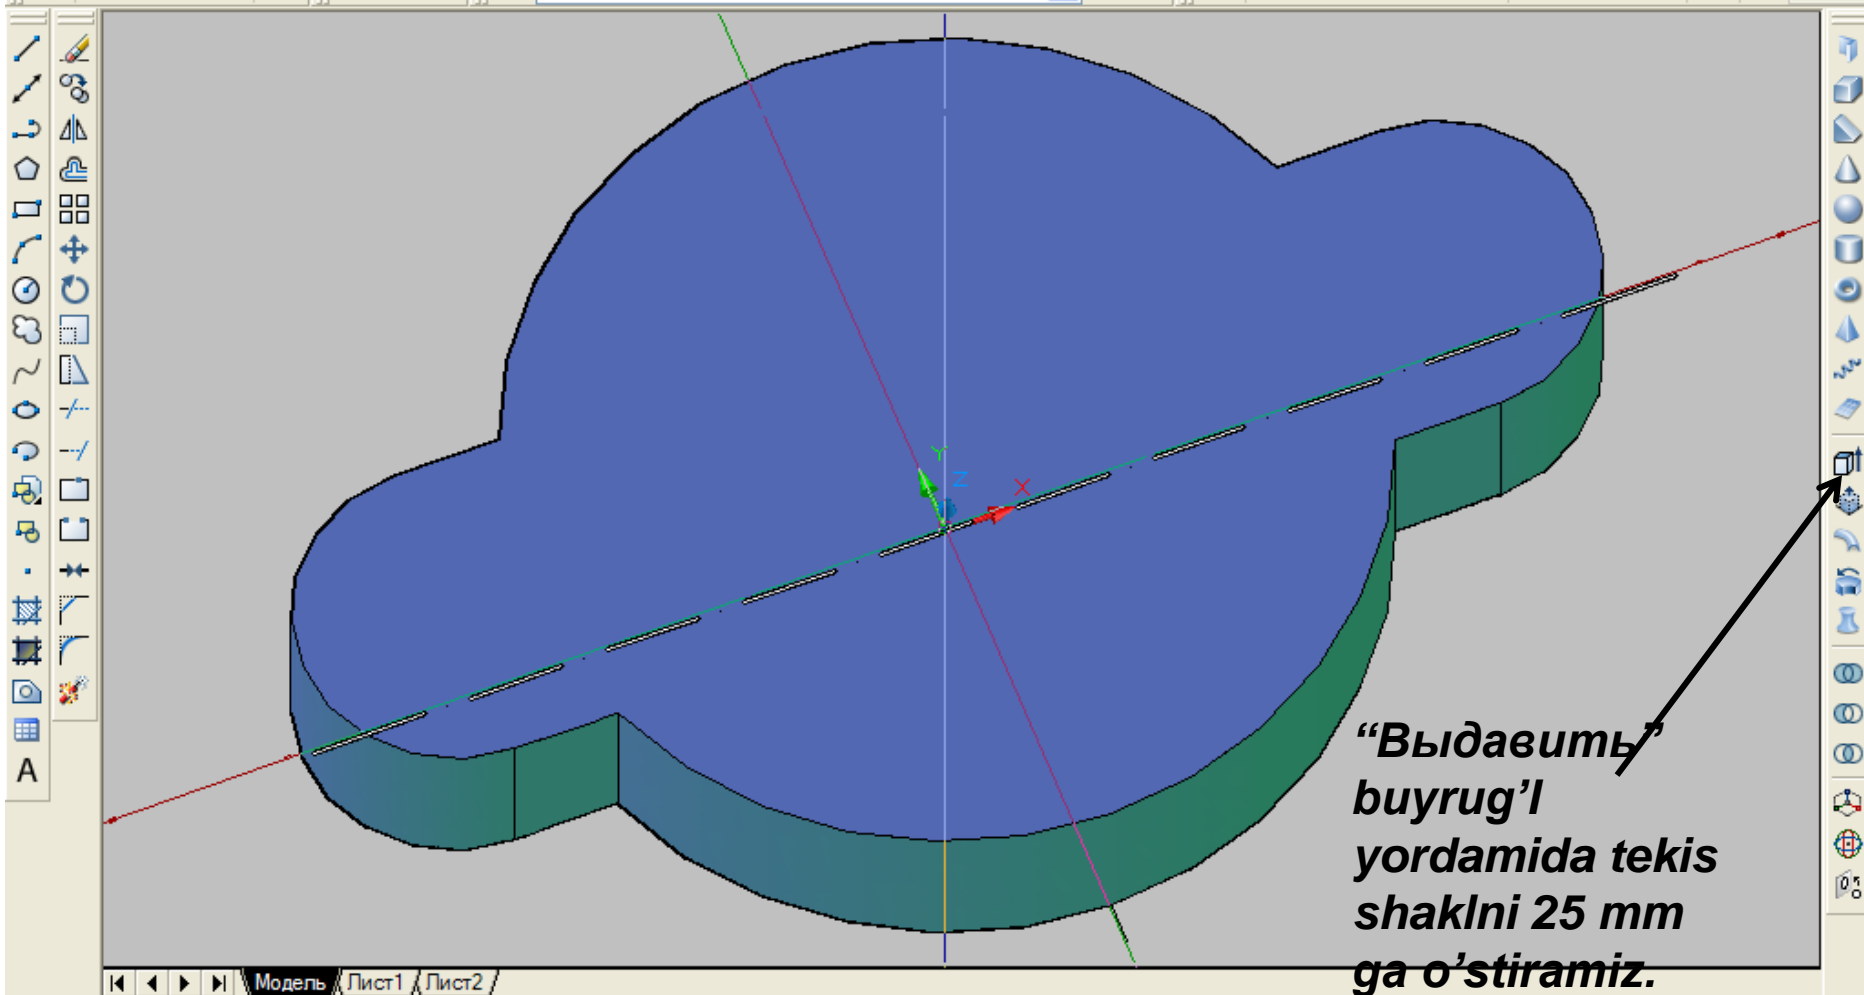 A
Y
Z
X
“Выдавить”
buyrug’I
yordamida tekis
shaklni 25 mm
ga o’stiramiz.
Модель Лист1 Лист2